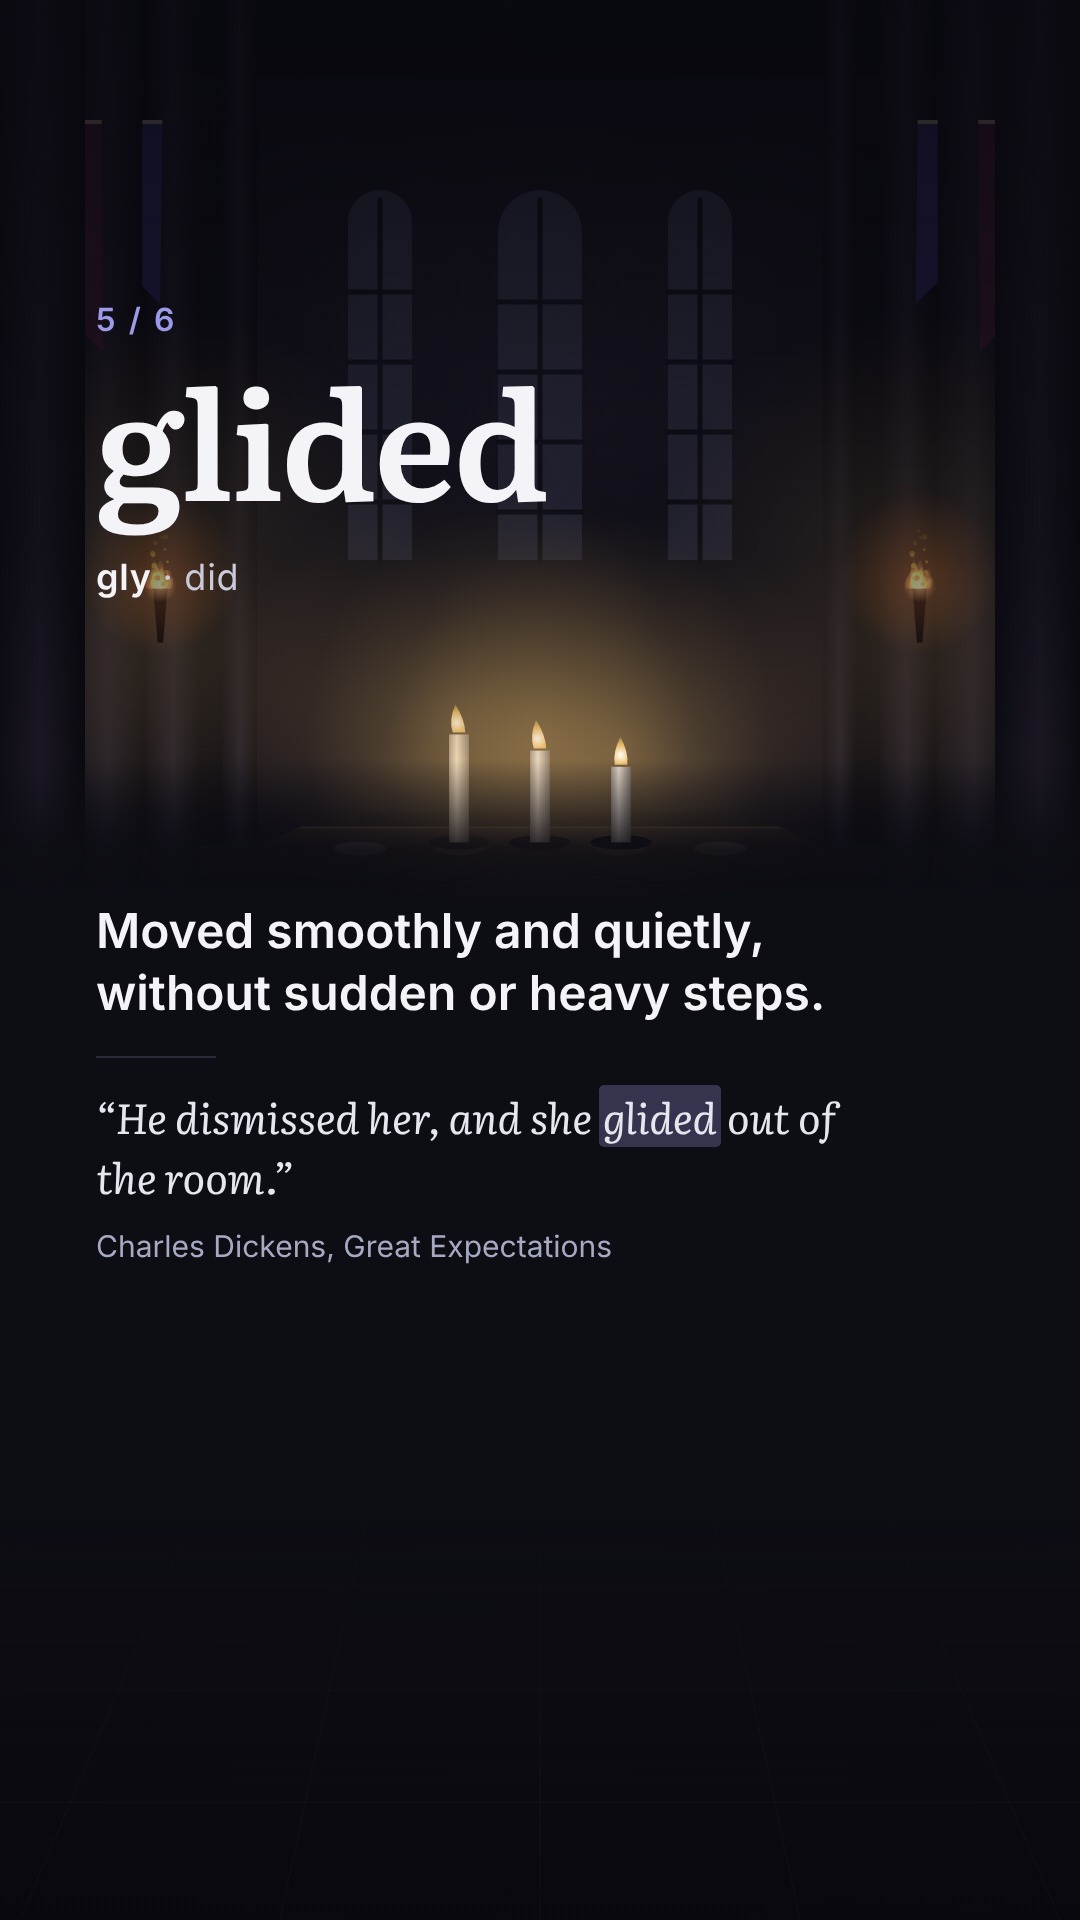 5 / 6
glided
gly · did
Moved smoothly and quietly,
without sudden or heavy steps.
“He dismissed her, and she glided out of
the room.”
Charles Dickens, Great Expectations